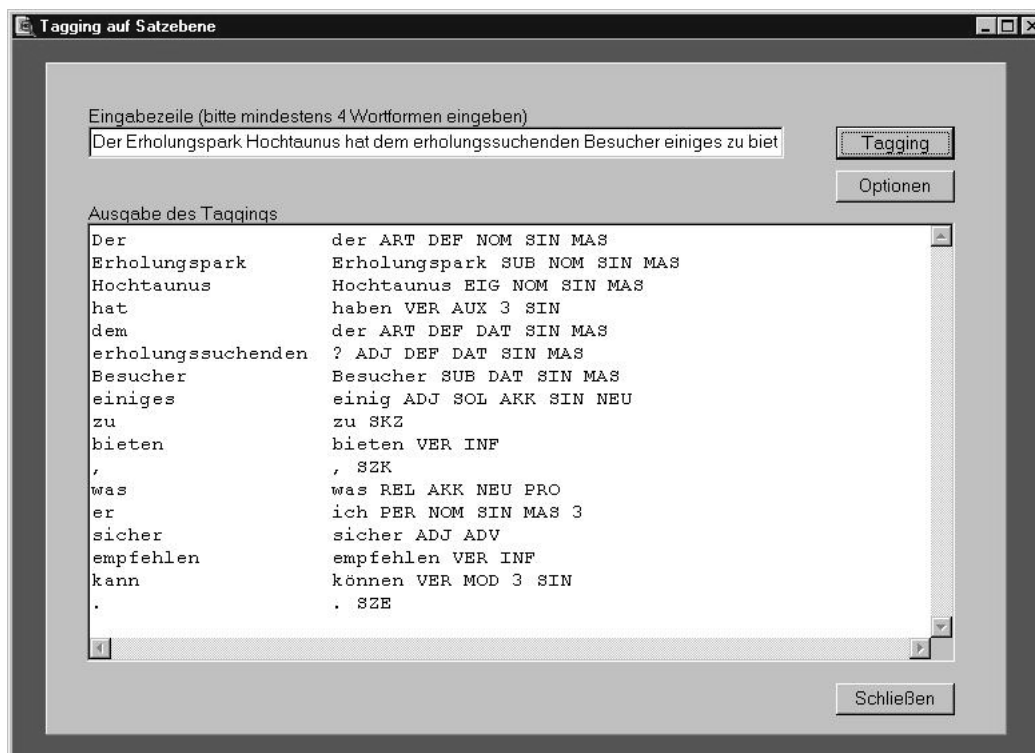 Tagging auf Satzebene
Eingabezeile (bitte mindestens 4 Wortformen eingeben)
Der Erholungspark Hochtaunus hat dem erholungssuchenden Besucher einiges zu biet
Tagging
Optionen
Ausgabe des Taggings
Der der ART DEF NOM SIN MAS
Erholungspark Erholungspark SUB NOM SIN MAS
Hochtaunus Hochtaunus EIG NOM SIN MAS
hat haben VER AUX 3 SIN
dem der ART DEF DAT SIN MAS
erholungssuchenden ? ADJ DEF DAT SIN MAS
Besucher Besucher SUB DAT SIN MAS
einiges einig ADJ SOL AKK SIN NEU
zu zu SKZ
bieten bieten VER INF
, , SZK
was was REL AKK NEU PRO
er ich PER NOM SIN MAS 3
sicher sicher ADJ ADV
empfehlen empfehlen VER INF
kann können VER MOD 3 SIN
. . SZE
Schließen